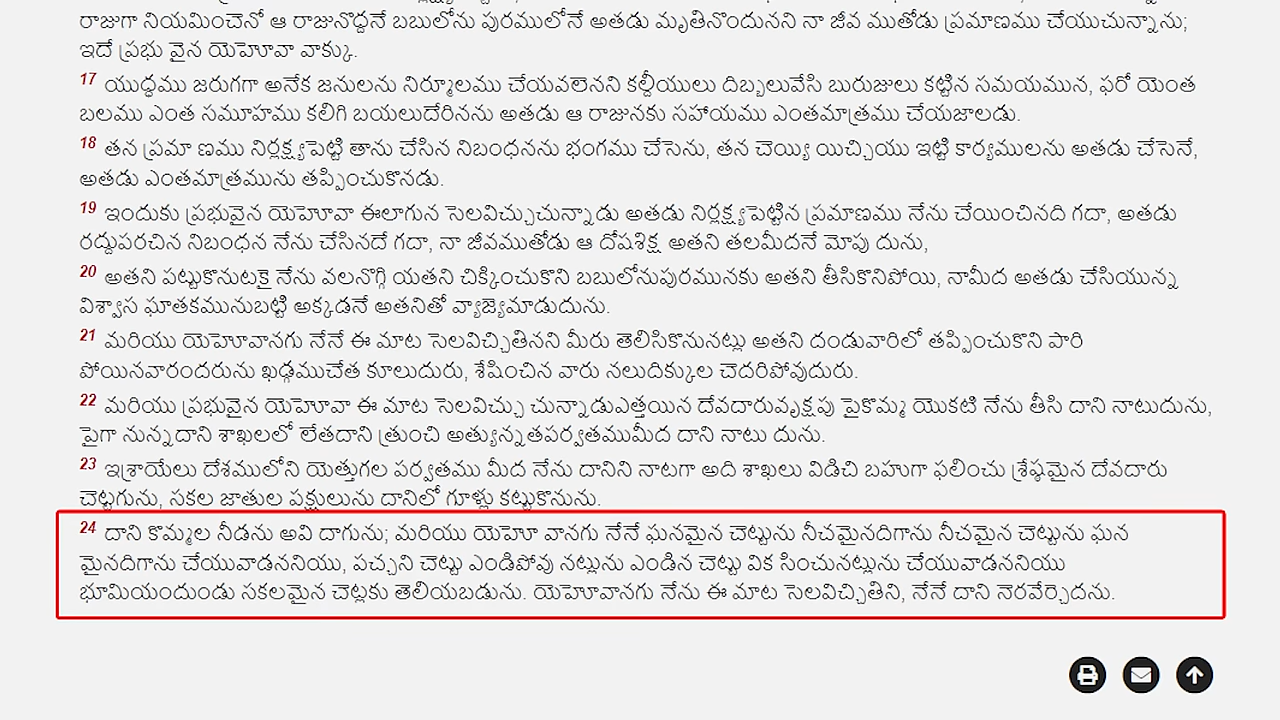 రాజుగా నియమించెనో ఆ రాజునొద్దనే బబులోను పురములోనే అతడు మృతినొందునని నా జీవ ముతోడు ప్రమాణము చేయుచున్నాను;
ఇదే ప్రభు వైన యెహోవా వాక్కు.
17 యుద్ధము జరుగగా అనేక జనులను నిర్మూలము చేయవలెనని కల్దీయులు దిబ్బలువేసి బురుజులు కట్టిన సమయమున, ఫరో యెంత
బలము ఎంత సమూహము కలిగి బయలుదేరినను అతడు ఆ రాజునకు సహాయము ఎంతమాత్రము చేయజాలడు.
18 తన ప్రమా ణము నిర్లక్ష్యపెట్టి తాను చేసిన నిబంధనను భంగము చేసెను, తన చెయ్యి యిచ్చియు ఇట్టి కార్యములను అతడు చేసెనే,
అతడు ఎంతమాత్రమును తప్పించుకొనడు.
19 ఇందుకు ప్రభువైన యెహోవా ఈలాగున సెలవిచ్చుచున్నాడు అతడు నిర్లక్ష్యపెట్టిన ప్రమాణము నేను చేయించినది గదా, అతడు
రద్దుపరచిన నిబంధన నేను చేసినదే గదా, నా జీవముతోడు ఆ దోషశిక్ష అతని తలమీదనే మోపు దును,
20 అతని పట్టుకొనుటకై నేను వలనొగ్గి యతని చిక్కించుకొని బబులోనుపురమునకు అతని తీసికొనిపోయి, నామీద అతడు చేసియున్న
విశ్వాస ఘాతకమునుబట్టి అక్కడనే అతనితో వ్యాజ్యెమాడుదును.
21 మరియు యెహోవానగు నేనే ఈ మాట సెలవిచ్చితినని మీరు తెలిసికొనునట్లు అతని దండువారిలో తప్పించుకొని పారి
పోయినవారందరును ఖడ్గముచేత కూలుదురు, శేషించిన వారు నలుదిక్కుల చెదరిపోవుదురు.
22 మరియు ప్రభువైన యెహోవా ఈ మాట సెలవిచ్చు చున్నాడుఎత్తయిన దేవదారువృక్షపు పైకొమ్మ యొకటి నేను తీసి దాని నాటుదును,
పైగా నున్నదాని శాఖలలో లేతదాని త్రుంచి అత్యున్నతపర్వతముమీద దాని నాటు దును.
23 ఇశ్రాయేలు దేశములోని యెత్తుగల పర్వతము మీద నేను దానిని నాటగా అది శాఖలు విడిచి బహుగా ఫలించు శ్రేష్ఠమైన దేవదారు
చెట్టగును, సకల జాతుల పక్షులును దానిలో గూళ్లు కట్టుకొనును.
24 దాని కొమ్మల నీడను అవి దాగును; మరియు యెహో వానగు నేనే ఘనమైన చెట్టును నీచమైనదిగాను నీచమైన చెట్టును ఘన
మైనదిగాను చేయువాడననియు, పచ్చని చెట్టు ఎండిపోవు నట్లును ఎండిన చెట్టు విక సించునట్లును చేయువాడననియు
భూమియందుండు సకలమైన చెట్లకు తెలియబడును. యెహోవానగు నేను ఈ మాట సెలవిచ్చితిని, నేనే దాని నెరవేర్చెదను.